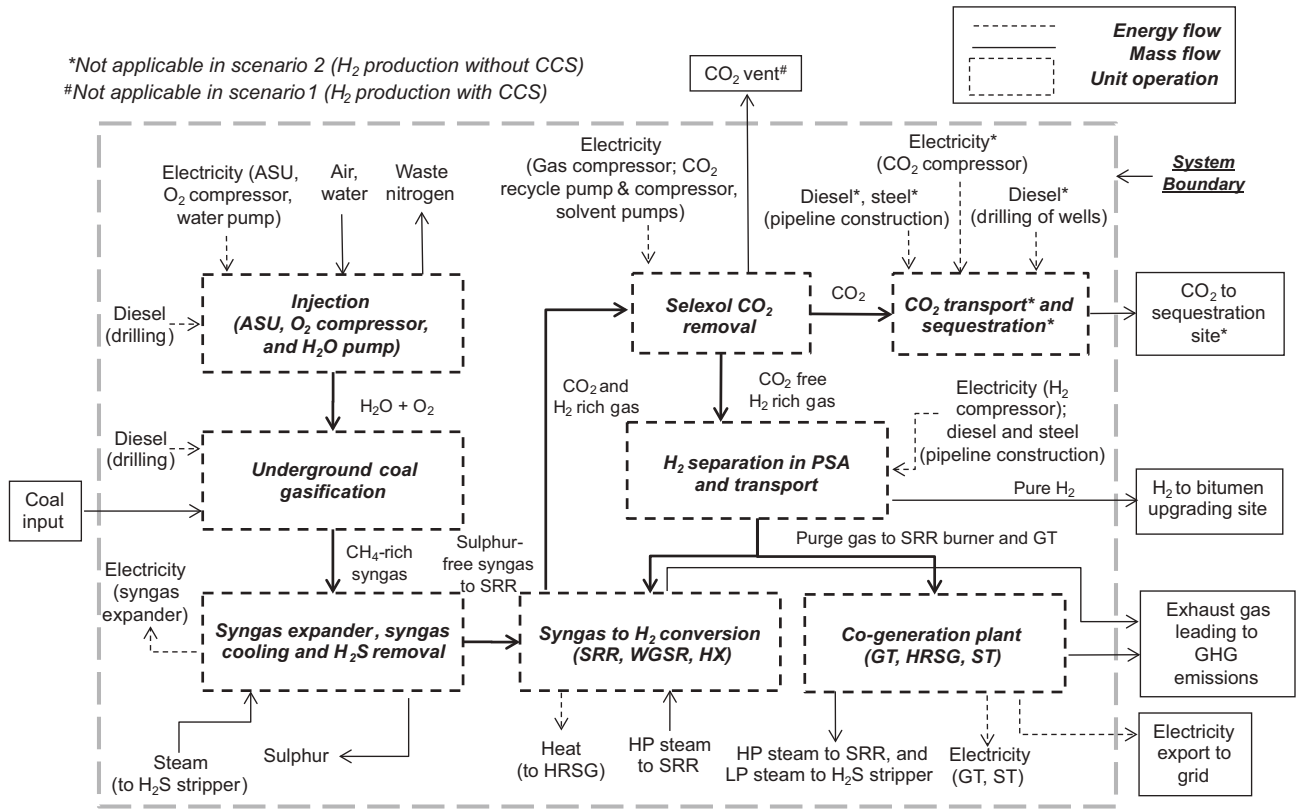 *Not applicable in scenario 2 (H₂ production without CCS)
#Not applicable in scenario 1 (H₂ production with CCS)
CO₂ vent#
Energy flow
Mass flow
Unit operation
System
Boundary
Electricity (ASU,
O₂ compressor,
water pump)
Air,
water
Waste
nitrogen
Electricity
(Gas compressor; CO₂
recycle pump & compressor,
solvent pumps)
Electricity*
(CO₂ compressor)
Diesel*, steel*
(pipeline construction)
Diesel*
(drilling of wells)
Diesel
(drilling)
Injection
(ASU, O₂ compressor,
and H₂O pump)
Selexol CO₂
removal
CO₂
CO₂ transport* and
sequestration*
CO₂ to
sequestration
site*
H₂O + O₂
CO₂ and
H₂ rich gas
CO₂ free
H₂ rich gas
Electricity (H₂
compressor);
diesel and steel
(pipeline construction)
Diesel
(drilling)
Underground coal
gasification
H₂ separation in PSA
and transport
Coal
input
Pure H₂
H₂ to bitumen
upgrading site
CH₄-rich
syngas
Sulphur-
free syngas
to SRR
Purge gas to SRR burner and GT
Electricity
(syngas
expander)
Syngas expander, syngas
cooling and H₂S removal
Syngas to H₂ conversion
(SRR, WGSR, HX)
Co-generation plant
(GT, HRSG, ST)
Exhaust gas
leading to
GHG
emissions
Steam
(to H₂S stripper)
Sulphur
Heat
(to HRSG)
HP steam
to SRR
HP steam to SRR, and
LP steam to H₂S stripper
Electricity
(GT, ST)
Electricity
export to
grid